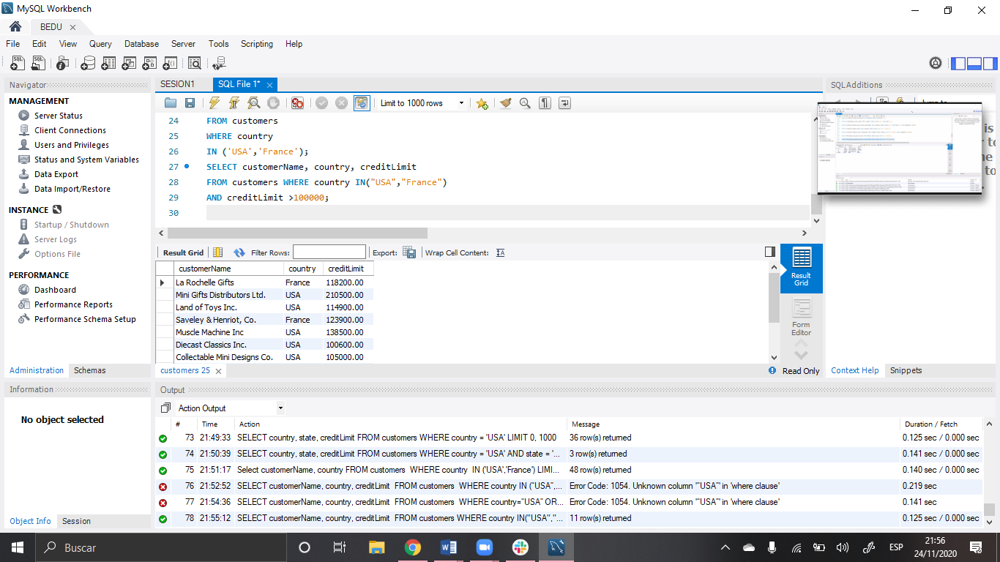 MySQL Workbench
BEDU
File Edit View Query Database Server Tools Scripting Help
Navigator
MANAGEMENT
Server Status
Client Connections
Users and Privileges
Status and System Variables
Data Export
Data Import/Restore
INSTANCE
Startup / Shutdown
Server Logs
Options File
PERFORMANCE
Dashboard
Performance Reports
Performance Schema Setup
Administration Schemas
Information
No object selected
Object Info Session
SESION1 SQL File 1*
Limit to 1000 rows
24 FROM customers
25 WHERE country
26 IN ('USA','France');
27 SELECT customerName, country, creditLimit
28 FROM customers WHERE country IN("USA","France")
29 AND creditLimit >100000;
30
Result Grid Filter Rows: Export: Wrap Cell Content:
customerName country creditLimit
La Rochelle Gifts France 118200.00
Mini Gifts Distributors Ltd. USA 210500.00
Land of Toys Inc. USA 114900.00
Saveley & Henriot, Co. France 123900.00
Muscle Machine Inc USA 138500.00
Diecast Classics Inc. USA 100600.00
Collectable Mini Designs Co. USA 105000.00
Result Grid
Form Editor
customers 25
Read Only
SQLAdditions
Jump to
Context Help Snippets
Output
Action Output
# Time Action Message Duration / Fetch
73 21:49:33 SELECT country, state, creditLimit FROM customers WHERE country = 'USA' LIMIT 0, 1000 36 row(s) returned 0.125 sec / 0.000 sec
74 21:50:39 SELECT country, state, creditLimit FROM customers WHERE country = 'USA' AND state = '... 3 row(s) returned 0.141 sec / 0.000 sec
75 21:51:17 Select customerName, country FROM customers WHERE country IN ('USA','France') LIMI... 48 row(s) returned 0.140 sec / 0.000 sec
76 21:52:52 SELECT customerName, country, creditLimit FROM customers WHERE country IN ("USA",... Error Code: 1054. Unknown column '"USA"' in 'where clause' 0.219 sec
77 21:54:36 SELECT customerName, country, creditLimit FROM customers WHERE country="USA" OR... Error Code: 1054. Unknown column '"USA"' in 'where clause' 0.141 sec
78 21:55:12 SELECT customerName, country, creditLimit FROM customers WHERE country IN("USA","... 11 row(s) returned 0.125 sec / 0.000 sec
Buscar
ESP
21:56
24/11/2020